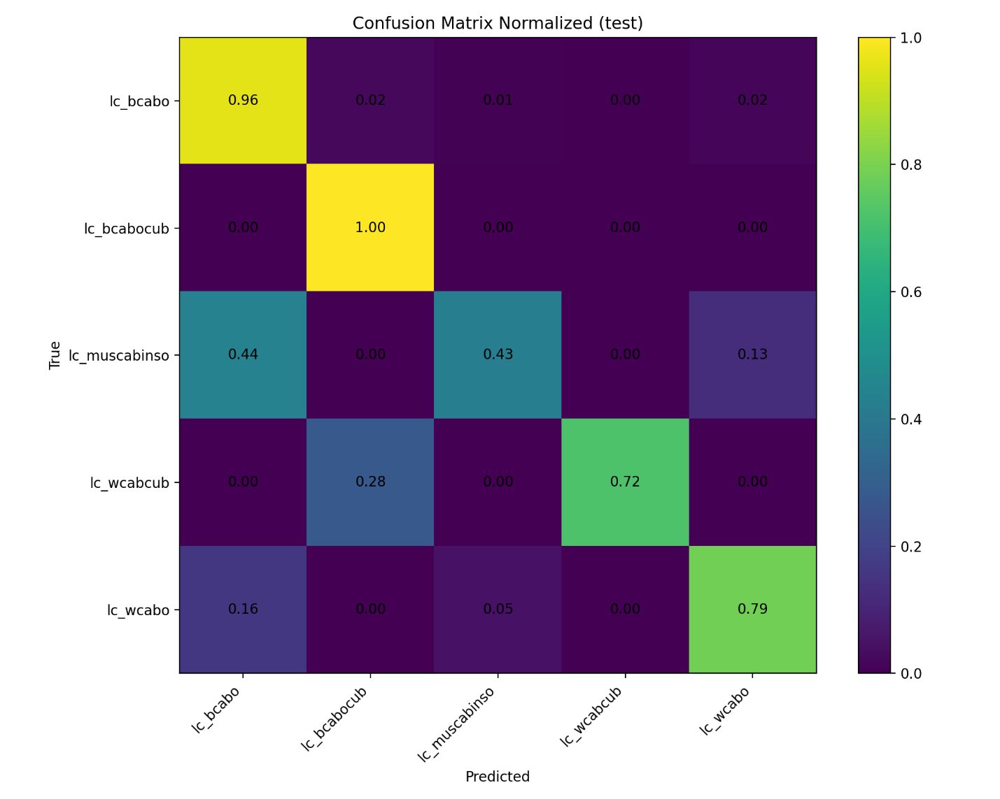 Confusion Matrix Normalized (test)
1.0
lc_bcabo 0.96 0.02 0.01 0.00 0.02
0.8
lc_bcabocub 0.00 1.00 0.00 0.00 0.00
0.6
True
lc_muscabinso 0.44 0.00 0.43 0.00 0.13
0.4
lc_wcabcub 0.00 0.28 0.00 0.72 0.00
0.2
lc_wcabo 0.16 0.00 0.05 0.00 0.79
0.0
lc_bcabo lc_bcabocub lc_muscabinso lc_wcabcub lc_wcabo
Predicted